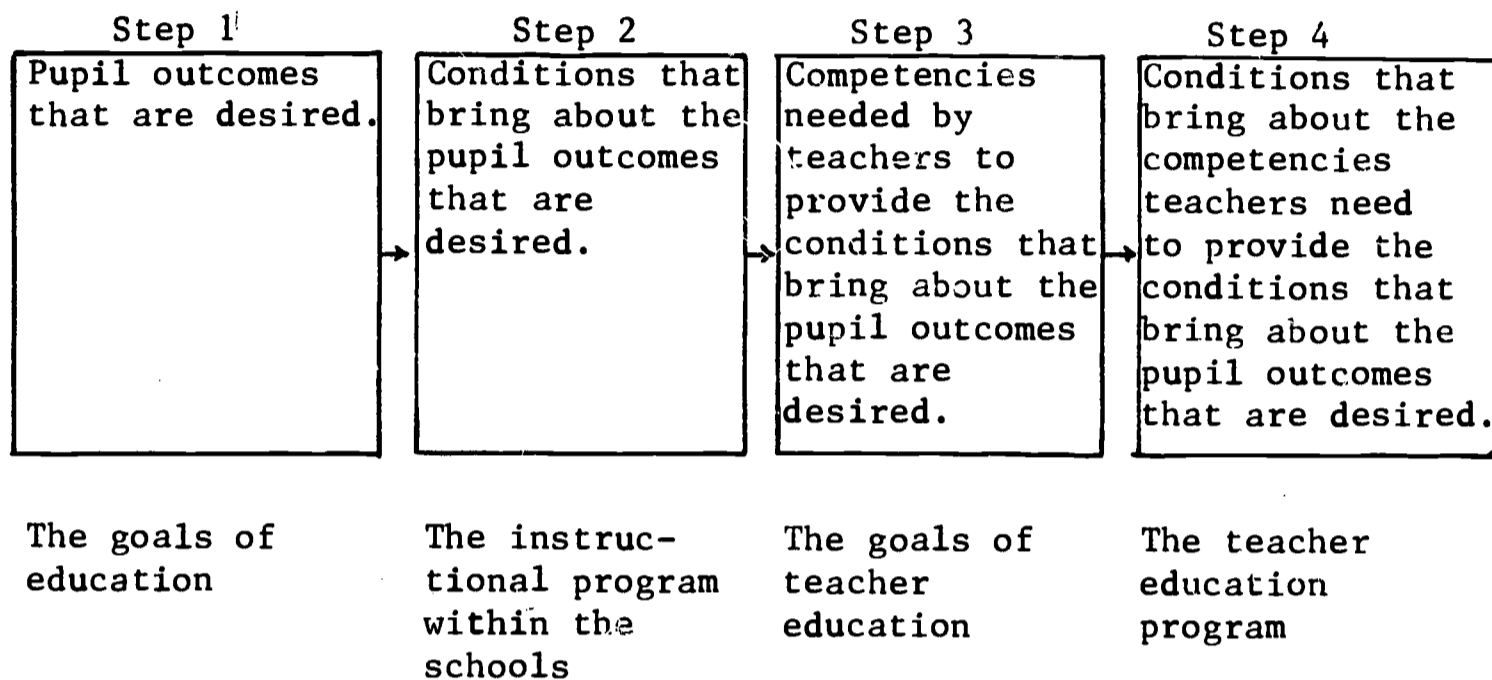 Step 1
Pupil outcomes
that are desired.
The goals of
education
Step 2
Conditions that
bring about the
pupil outcomes
that are
desired.
The instruc-
tional program
within the
schools
Step 3
Competencies
needed by
teachers to
provide the
conditions that
bring about the
pupil outcomes
that are
desired.
The goals of
teacher
education
Step 4
Conditions that
bring about the
competencies
teachers need
to provide the
conditions that
bring about the
pupil outcomes
that are desired.
The teacher
education
program